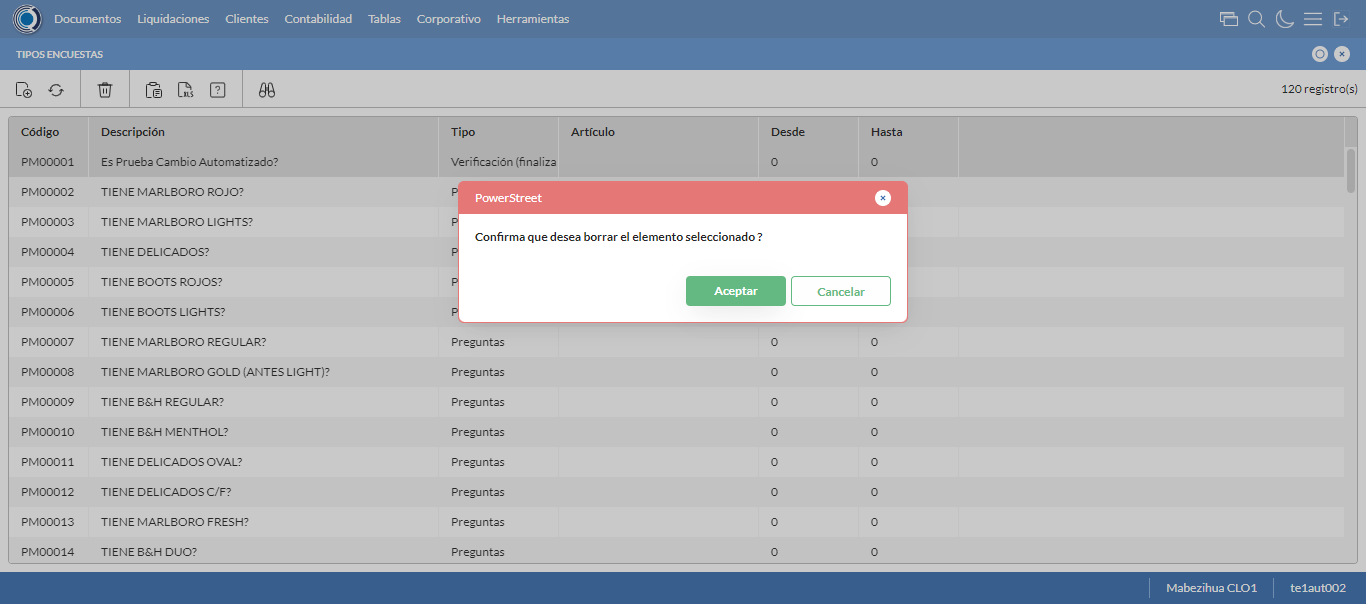 Documentos Liquidaciones Clientes Contabilidad Tablas Corporativo Herramientas
TIPOS ENCUESTAS
XLS ? 120 registro(s)
Código Descripción Tipo Artículo Desde Hasta
PM00001 Es Prueba Cambio Automatizado? Verificación (finaliza 0 0
PM00002 TIENE MARLBORO ROJO? P
PM00003 TIENE MARLBORO LIGHTS? P
PM00004 TIENE DELICADOS? P
PM00005 TIENE BOOTS ROJOS? P
PM00006 TIENE BOOTS LIGHTS? P
PowerStreet
Confirma que desea borrar el elemento seleccionado ?
Aceptar Cancelar
PM00007 TIENE MARLBORO REGULAR? Preguntas 0 0
PM00008 TIENE MARLBORO GOLD (ANTES LIGHT)? Preguntas 0 0
PM00009 TIENE B&H REGULAR? Preguntas 0 0
PM00010 TIENE B&H MENTHOL? Preguntas 0 0
PM00011 TIENE DELICADOS OVAL? Preguntas 0 0
PM00012 TIENE DELICADOS C/F? Preguntas 0 0
PM00013 TIENE MARLBORO FRESH? Preguntas 0 0
PM00014 TIENE B&H DUO? Preguntas 0 0
Mabezihua CLO1 te1aut002